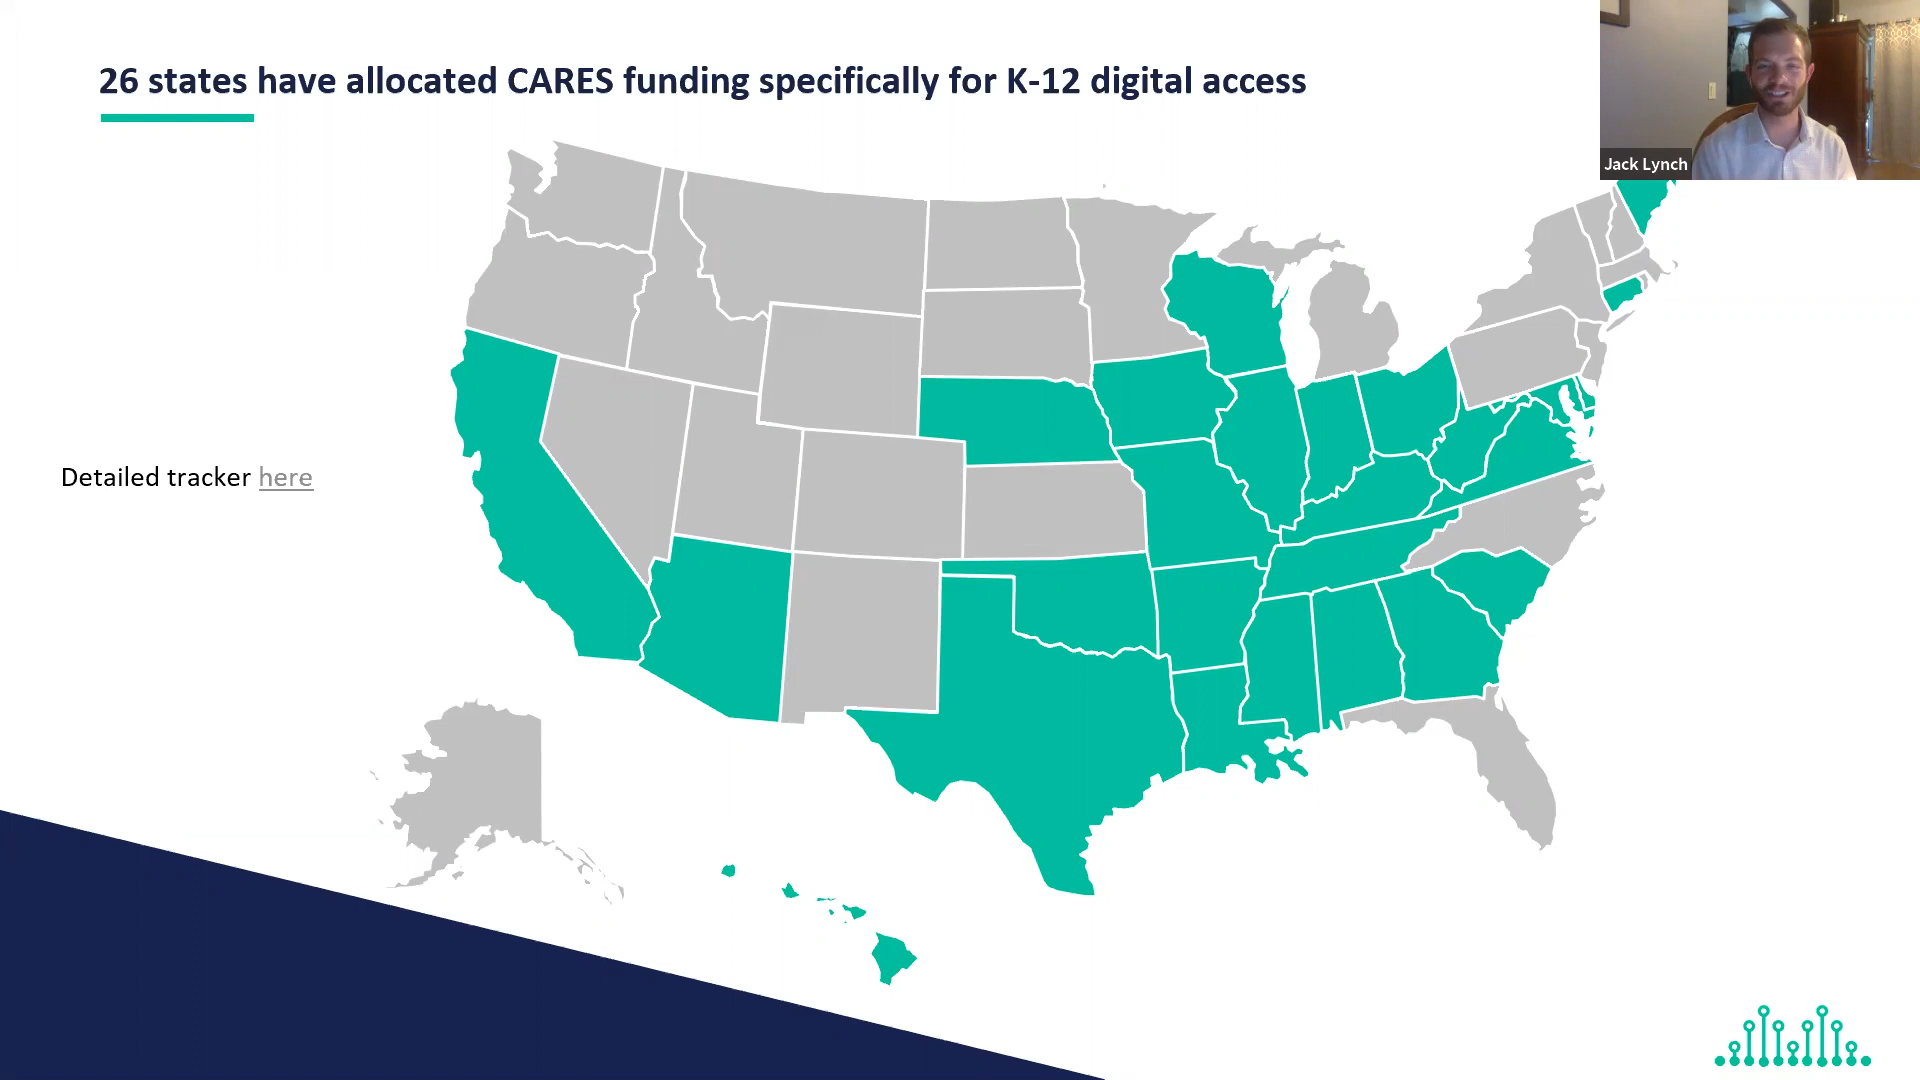 26 states have allocated CARES funding specifically for K-12 digital access
Jack Lynch
Detailed tracker here